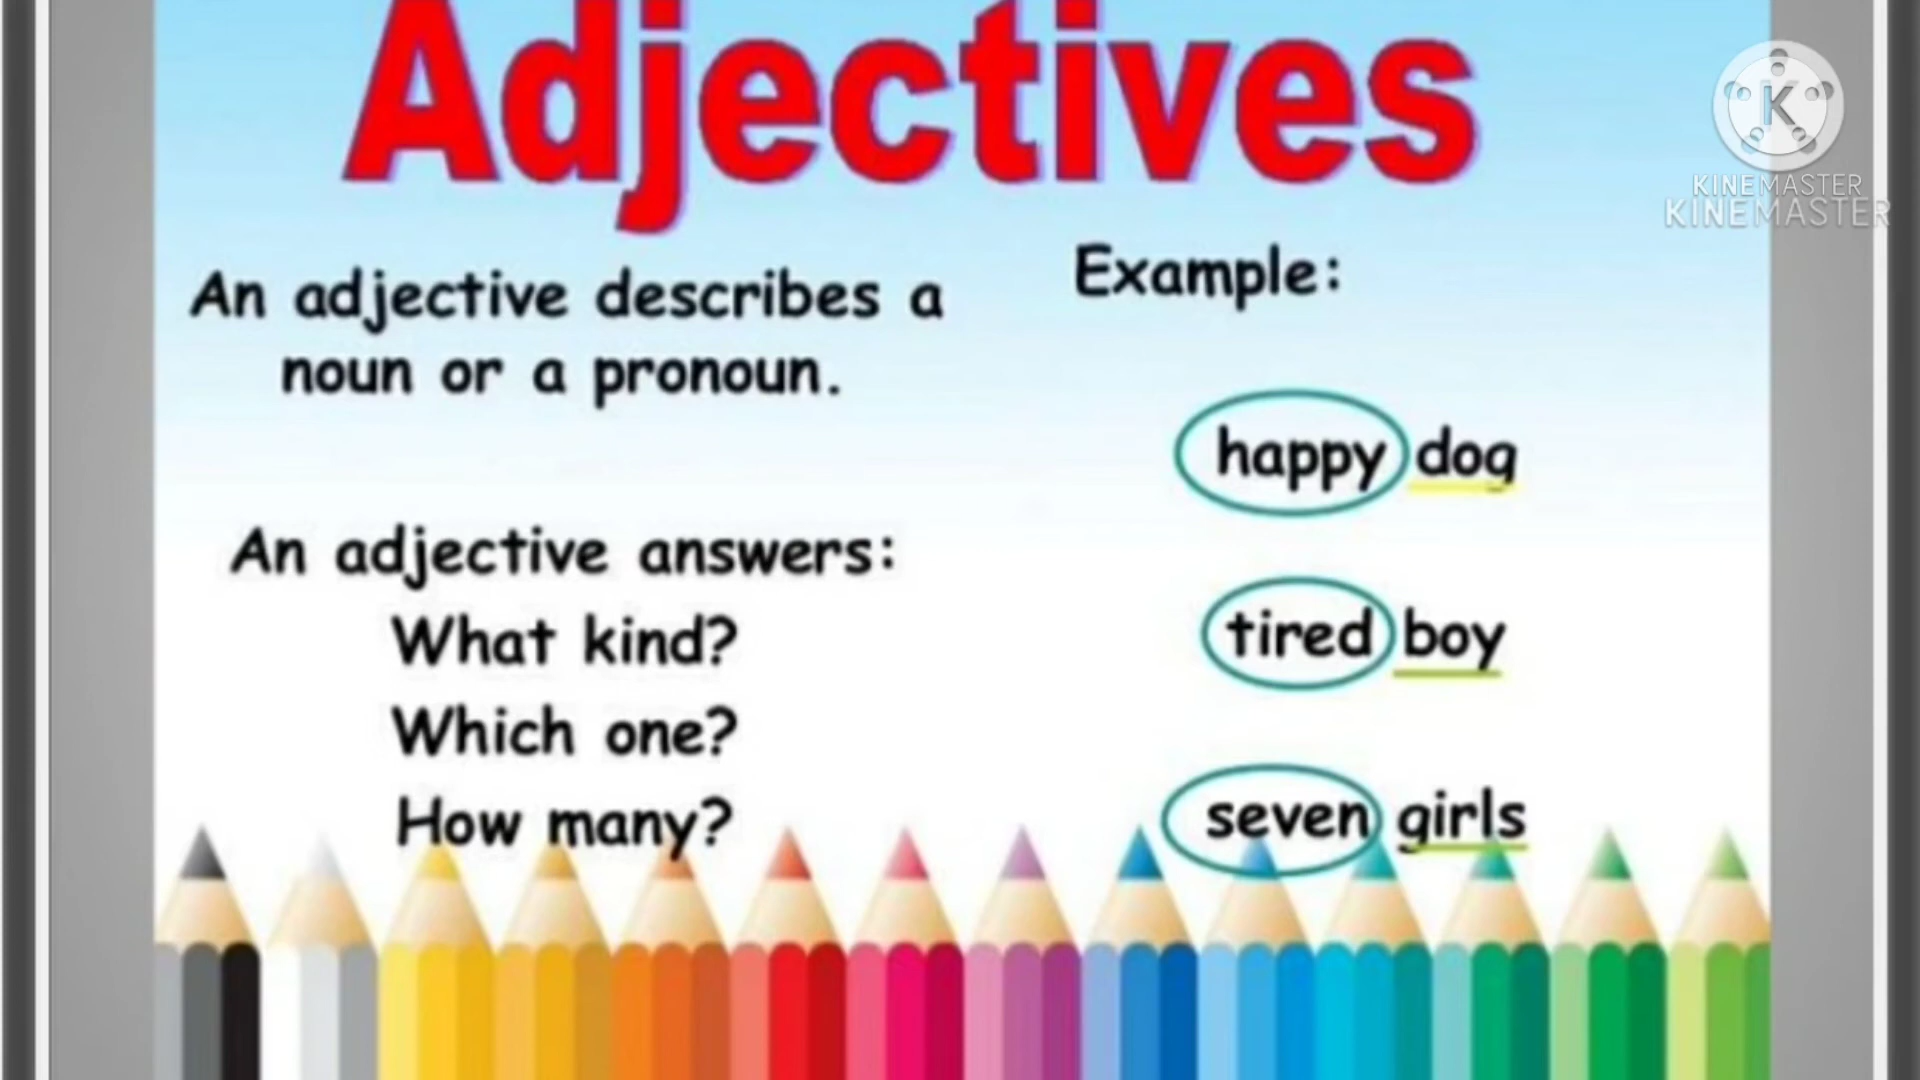 Adjectives
An adjective describes a
noun or a pronoun.
An adjective answers:
What kind?
Which one?
How many?
Example:
happy dog
tired boy
seven girls
K
KINEMASTER
KINEMASTER